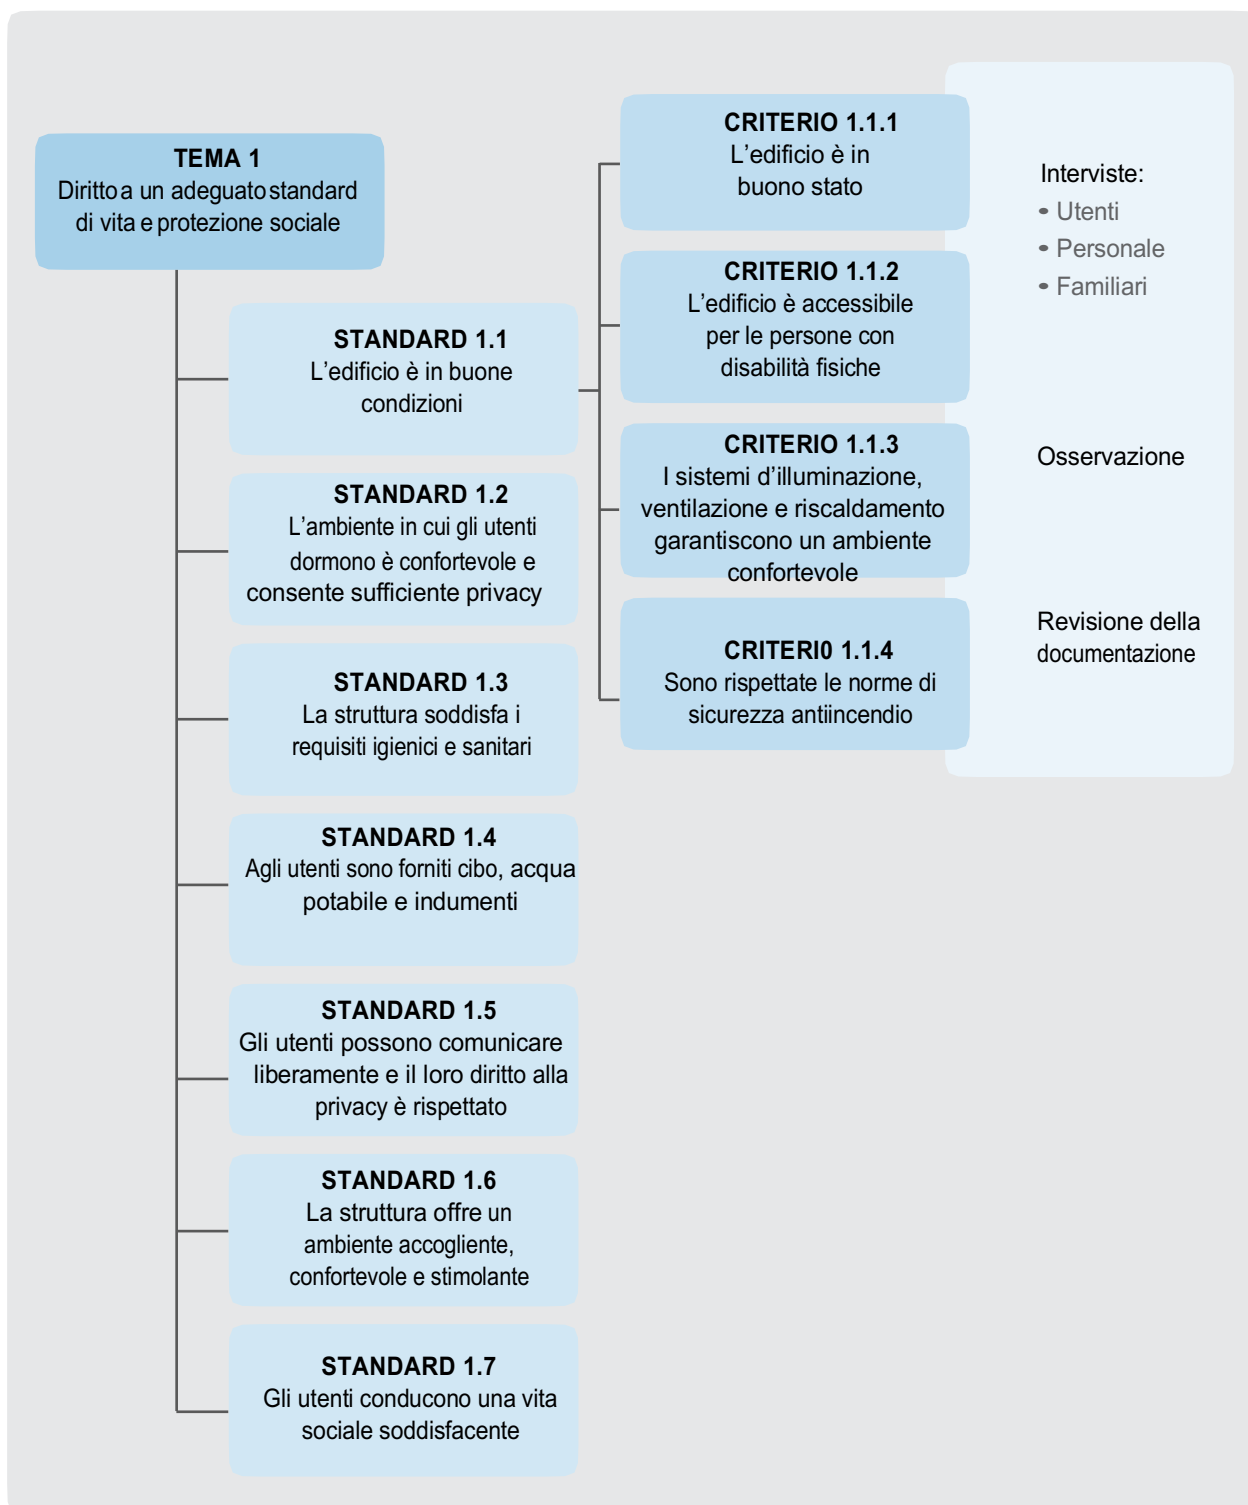 TEMA 1
Diritto a un adeguato standard
di vita e protezione sociale
STANDARD 1.1
L’edificio è in buone
condizioni
STANDARD 1.2
L’ambiente in cui gli utenti
dormono è confortevole e
consente sufficiente privacy
STANDARD 1.3
La struttura soddisfa i
requisiti igienici e sanitari
STANDARD 1.4
Agli utenti sono forniti cibo, acqua
potabile e indumenti
STANDARD 1.5
Gli utenti possono comunicare
liberamente e il loro diritto alla
privacy è rispettato
STANDARD 1.6
La struttura offre un
ambiente accogliente,
confortevole e stimolante
STANDARD 1.7
Gli utenti conducono una vita
sociale soddisfacente
CRITERIO 1.1.1
L’edificio è in
buono stato
CRITERIO 1.1.2
L’edificio è accessibile
per le persone con
disabilità fisiche
CRITERIO 1.1.3
I sistemi d’illuminazione,
ventilazione e riscaldamento
garantiscono un ambiente
confortevole
CRITERI0 1.1.4
Sono rispettate le norme di
sicurezza antiincendio
Interviste:
• Utenti
• Personale
• Familiari
Osservazione
Revisione della
documentazione